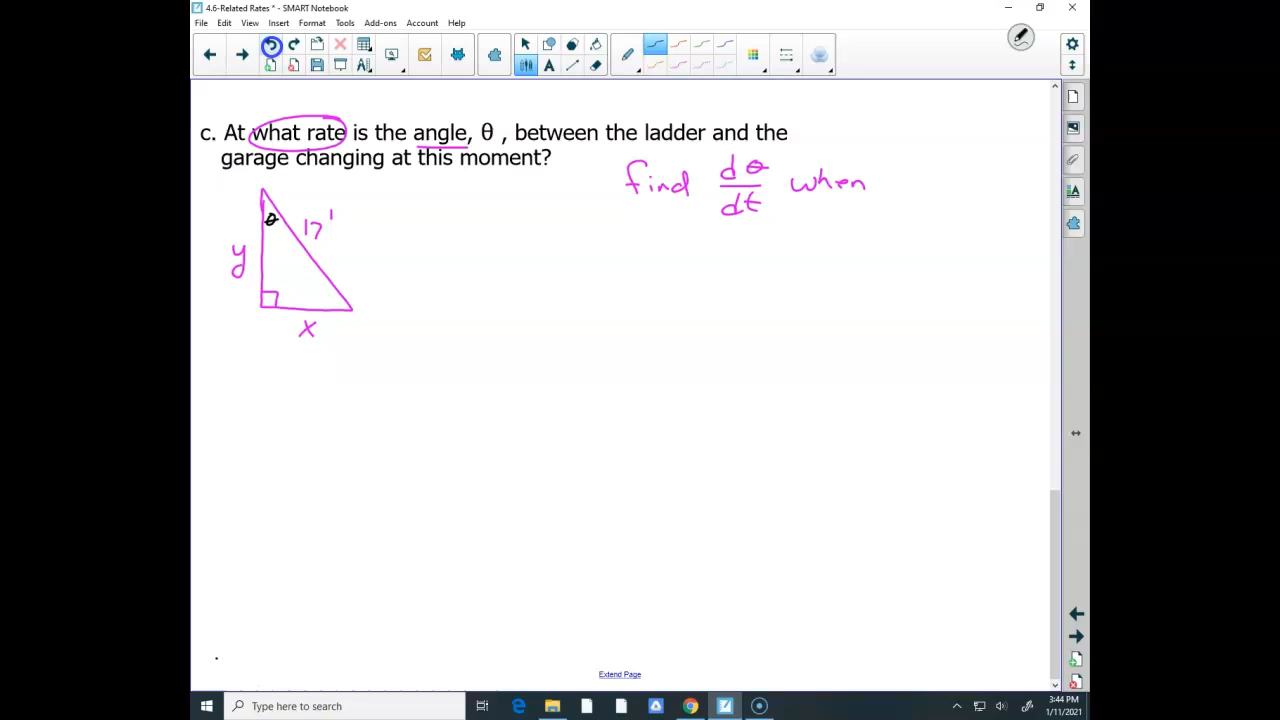 4.6-Related Rates * - SMART Notebook
File Edit View Insert Format Tools Add-ons Account Help
c. At what rate is the angle, θ , between the ladder and the
garage changing at this moment?
find dθ/dt when
θ
17'
y
x
.
Extend Page
Type here to search
3:44 PM
1/11/2021